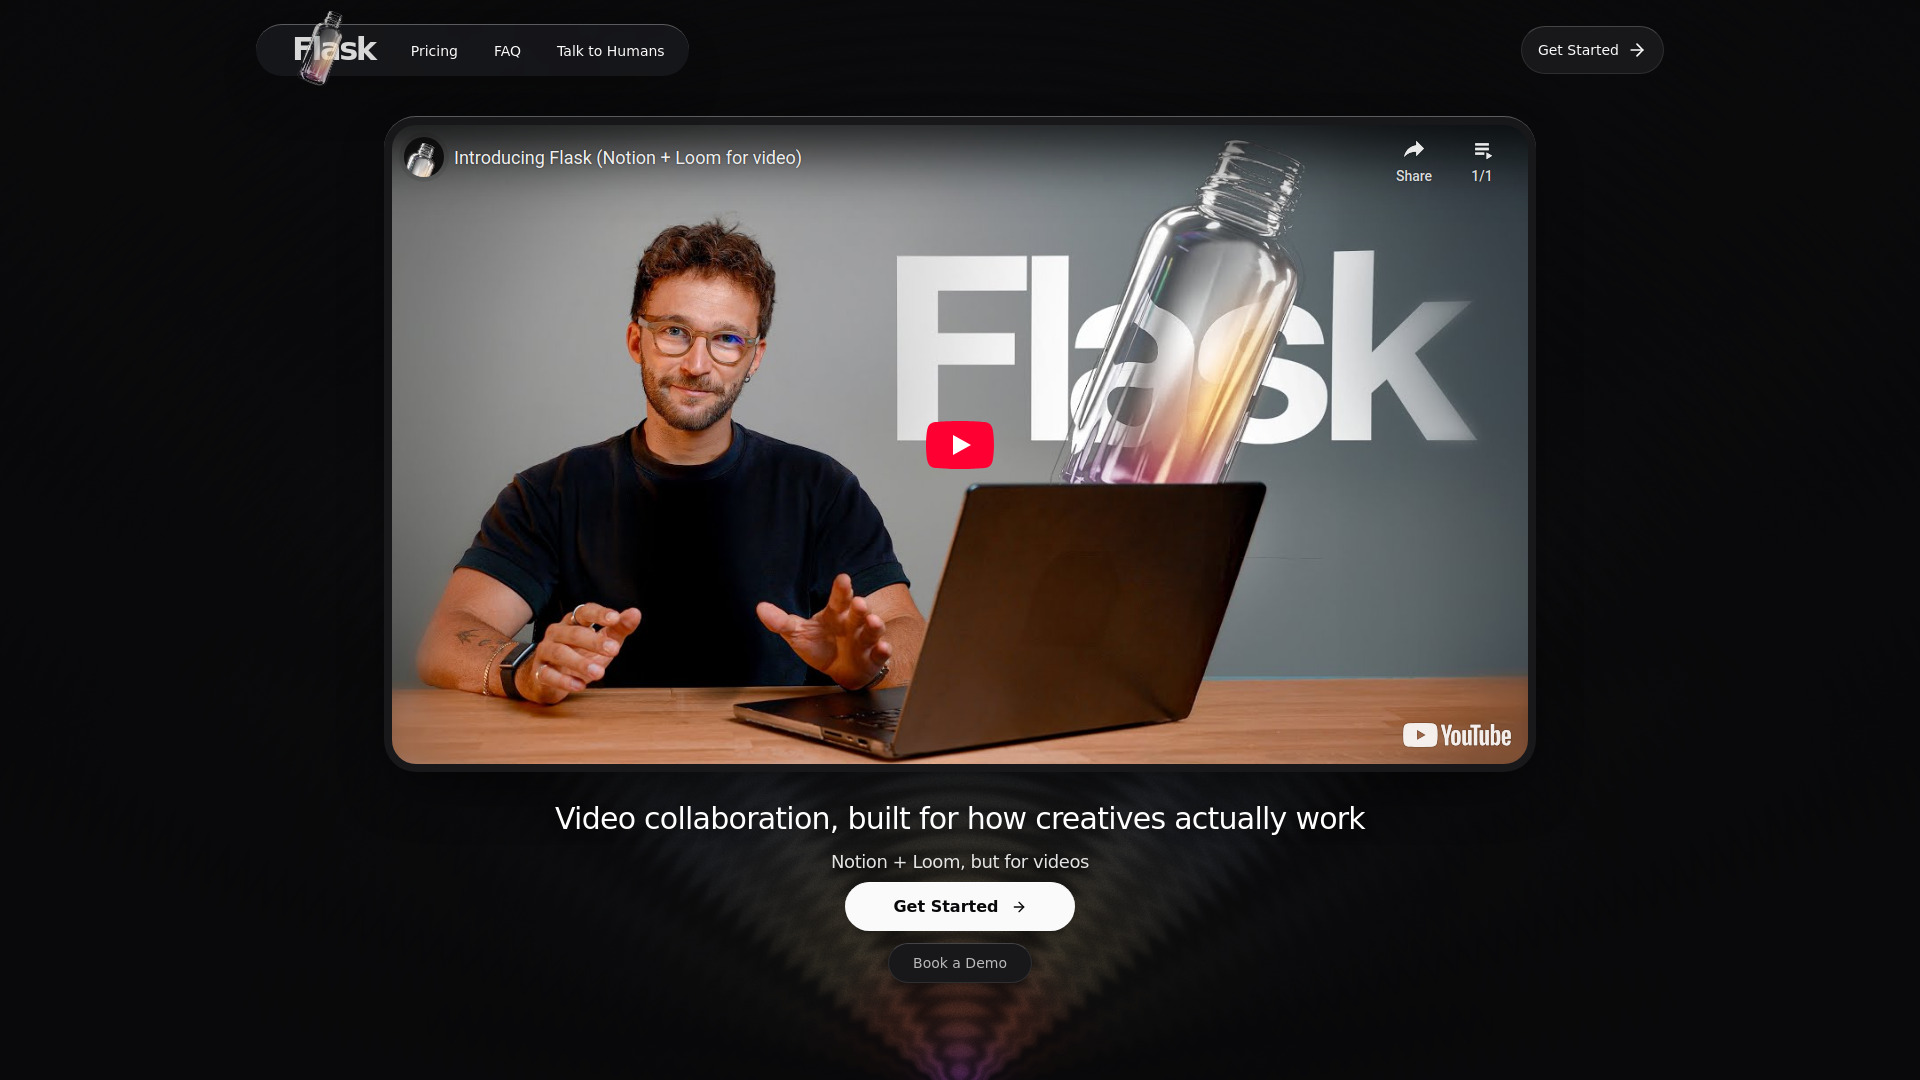 Flask
Pricing
FAQ
Talk to Humans
Get Started
Introducing Flask (Notion + Loom for video)
Share
1/1
Flask
YouTube
Video collaboration, built for how creatives actually work
Notion + Loom, but for videos
Get Started
Book a Demo